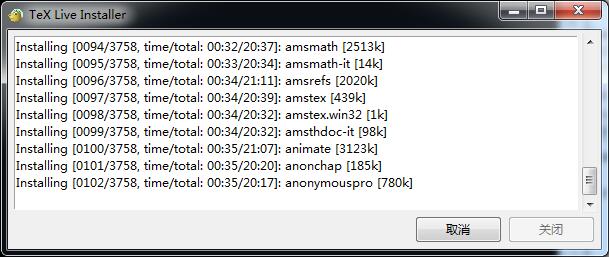 TeX Live Installer
Installing [0094/3758, time/total: 00:32/20:37]: amsmath [2513k]
Installing [0095/3758, time/total: 00:33/20:34]: amsmath-it [14k]
Installing [0096/3758, time/total: 00:34/21:11]: amsrefs [2020k]
Installing [0097/3758, time/total: 00:34/20:39]: amstex [439k]
Installing [0098/3758, time/total: 00:34/20:32]: amstex.win32 [1k]
Installing [0099/3758, time/total: 00:34/20:32]: amsthdoc-it [98k]
Installing [0100/3758, time/total: 00:35/21:07]: animate [3123k]
Installing [0101/3758, time/total: 00:35/20:20]: anonchap [185k]
Installing [0102/3758, time/total: 00:35/20:17]: anonymouspro [780k]
取消 关闭